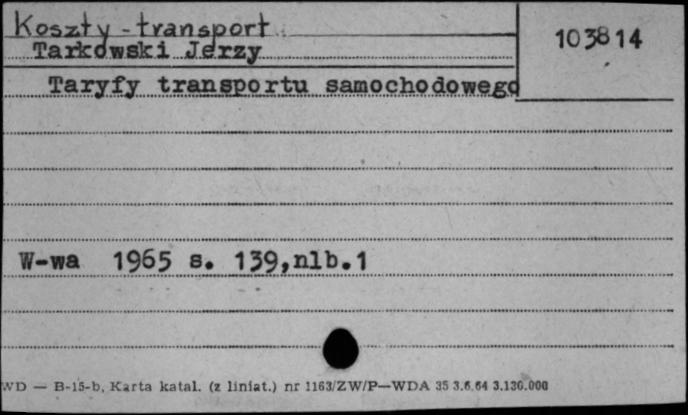 Koszty - transport
103814
Tarkowski Jerzy
Taryfy transportu samochodowego
W-wa 1965 s. 139,nlb.1
WD — B-15-b, Karta katal. (z liniat.) nr 1163/ZW/P—WDA 35 3.6.64 3.130.000